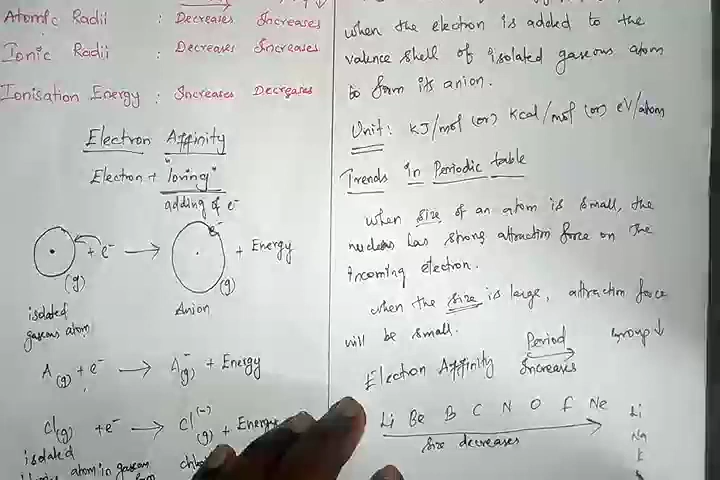 Atomic Radii : Decreases Increases
Ionic Radii : Decreases Increases
Ionisation Energy : Increases Decreases
Electron Affinity
Electron + "loving"
adding of e⁻
+ e⁻ → e⁻ + Energy
(g) (g)
isolated
gaseous atom
Anion
A(g) + e⁻ → A⁻(g) + Energy
Cl(g) + e⁻ → Cl(-)(g) + Energy
isolated
atom in gaseous
when the electron is added to the
valence shell of isolated gaseous atom
to form its anion.
Unit: KJ/mol (or) Kcal/mol (or) eV/atom
Trends in Periodic table
when size of an atom is small, the
nucleus has strong attraction force on the
incoming election.
when the size is large, attraction force
will be small.
Period Group ↓
Electron Affinity Increases
Li Be B C N O F Ne
Size decreases
Li
Na
K